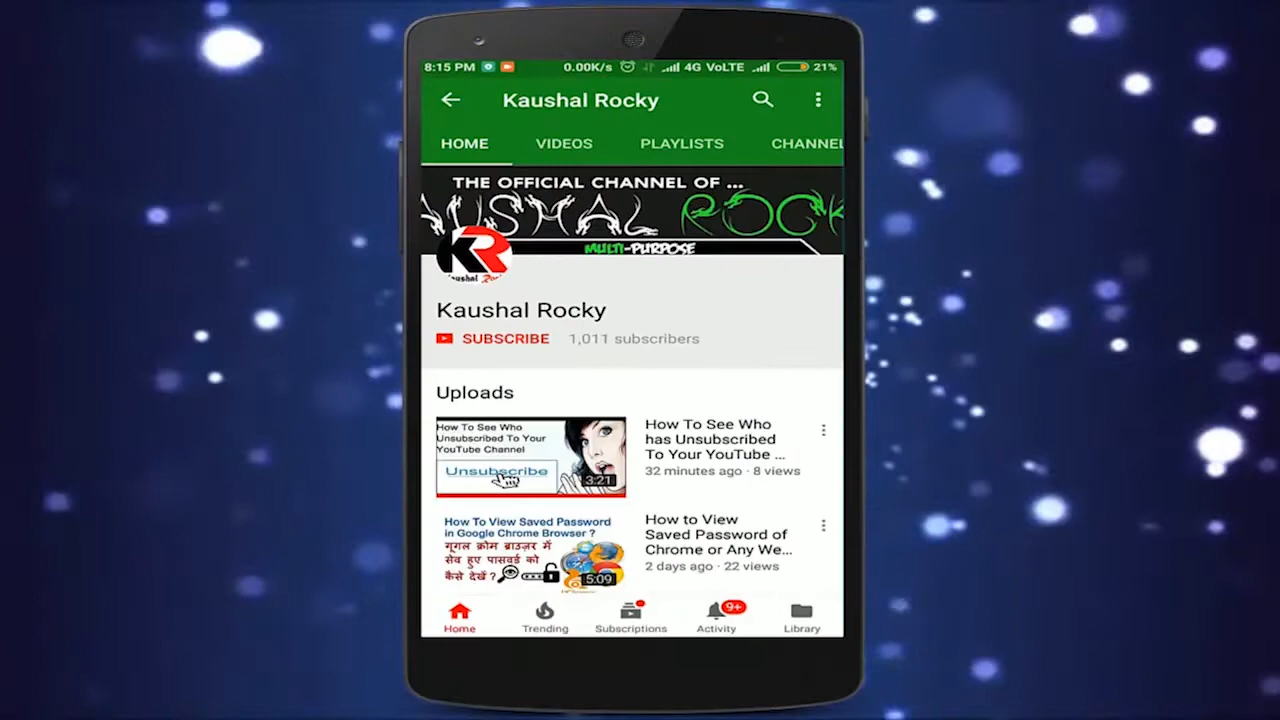 8:15 PM 0.00K/s 4G VoLTE 21%
Kaushal Rocky
HOME VIDEOS PLAYLISTS CHANNEL
THE OFFICIAL CHANNEL OF ...
AUSHAL ROCK
MULTI-PURPOSE
KR
Kaushal Rocky
SUBSCRIBE 1,011 subscribers
Uploads
How To See Who
Unsubscribed To Your
YouTube Channel
Unsubscribe
3:21
How To See Who
has Unsubscribed
To Your YouTube ...
32 minutes ago · 8 views
How To View Saved Password
in Google Chrome Browser ?
गूगल क्रोम ब्राउज़र में
सेव हुए पासवर्ड को
कैसे देखें ?
5:09
How to View
Saved Password of
Chrome or Any We...
2 days ago · 22 views
9+
Home Trending Subscriptions Activity Library